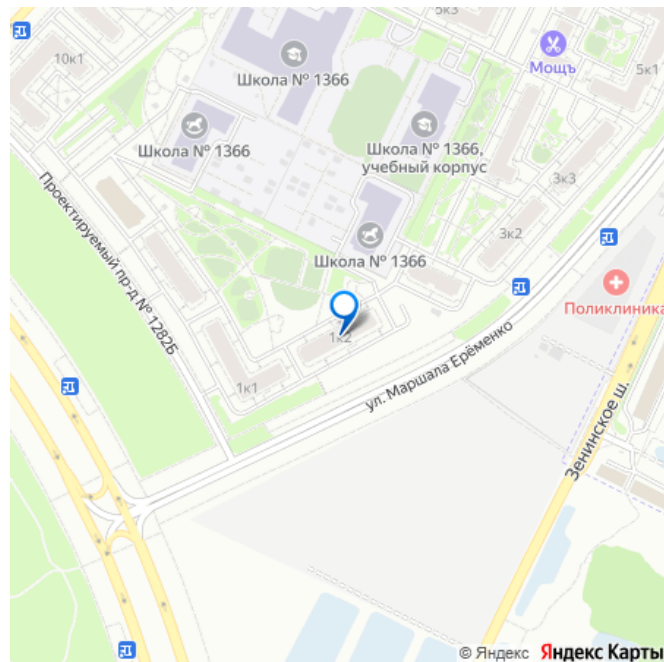 5к3
10к1
Школа № 1366
Мощъ
5к1
Школа № 1366
Школа № 1366,
учебный корпус
3к3
Проектируемый пр-д № 1282Б
3к2
Школа № 1366
Поликлиника
1к2
ул. Маршала Ерёменко
1к1
Зенинское ш.
© Яндекс Яндекс Карты